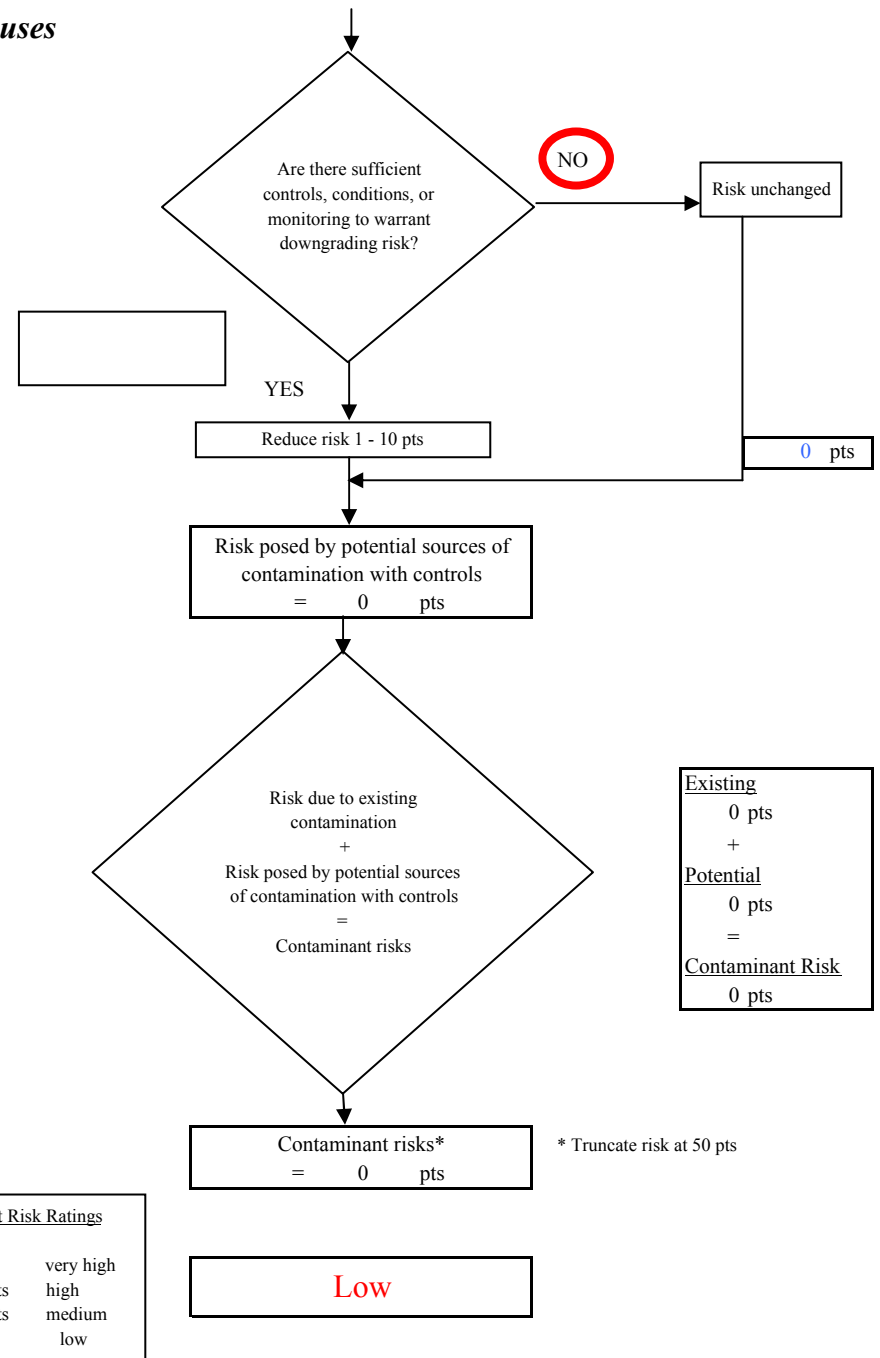 uses
Are there sufficient
controls, conditions, or
monitoring to warrant
downgrading risk?
NO
Risk unchanged
YES
Reduce risk 1 - 10 pts
0 pts
Risk posed by potential sources of
contamination with controls
= 0 pts
Risk due to existing
contamination
+
Risk posed by potential sources
of contamination with controls
=
Contaminant risks
Existing
0 pts
+
Potential
0 pts
=
Contaminant Risk
0 pts
Contaminant risks*
= 0 pts
* Truncate risk at 50 pts
t Risk Ratings
very high
ts high
ts medium
low
Low